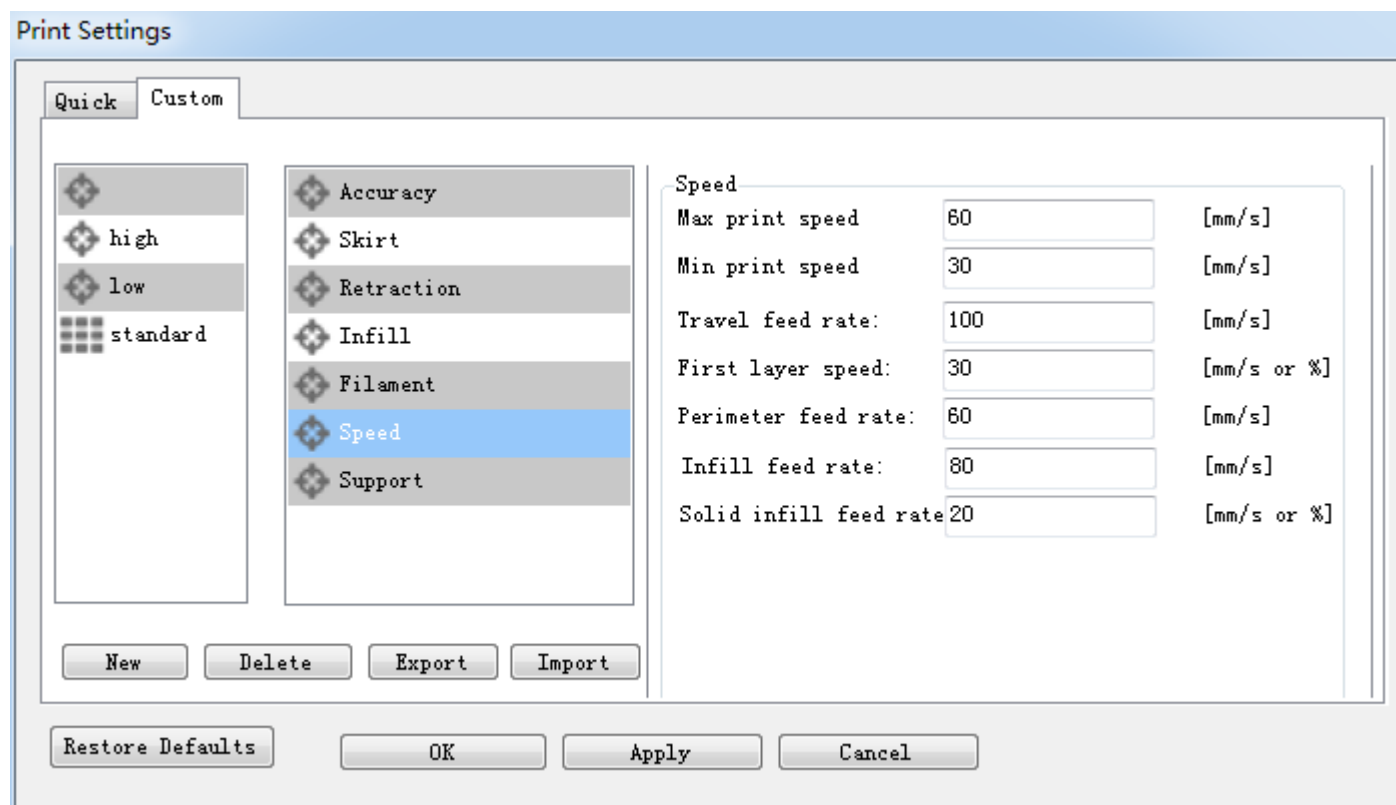 Print Settings
Quick
Custom
high
low
standard
Accuracy
Skirt
Retraction
Infill
Filament
Speed
Support
Speed
Max print speed 60 [mm/s]
Min print speed 30 [mm/s]
Travel feed rate: 100 [mm/s]
First layer speed: 30 [mm/s or %]
Perimeter feed rate: 60 [mm/s]
Infill feed rate: 80 [mm/s]
Solid infill feed rate 20 [mm/s or %]
New
Delete
Export
Import
Restore Defaults
OK
Apply
Cancel